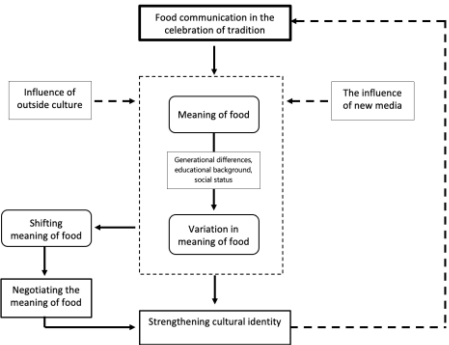 Food communication in the
celebration of tradition
Influence of
outside culture
The influence
of new media
Meaning of food
Generational differences,
educational background,
social status
Variation in
meaning of food
Shifting
meaning of food
Negotiating the
meaning of food
Strengthening cultural identity